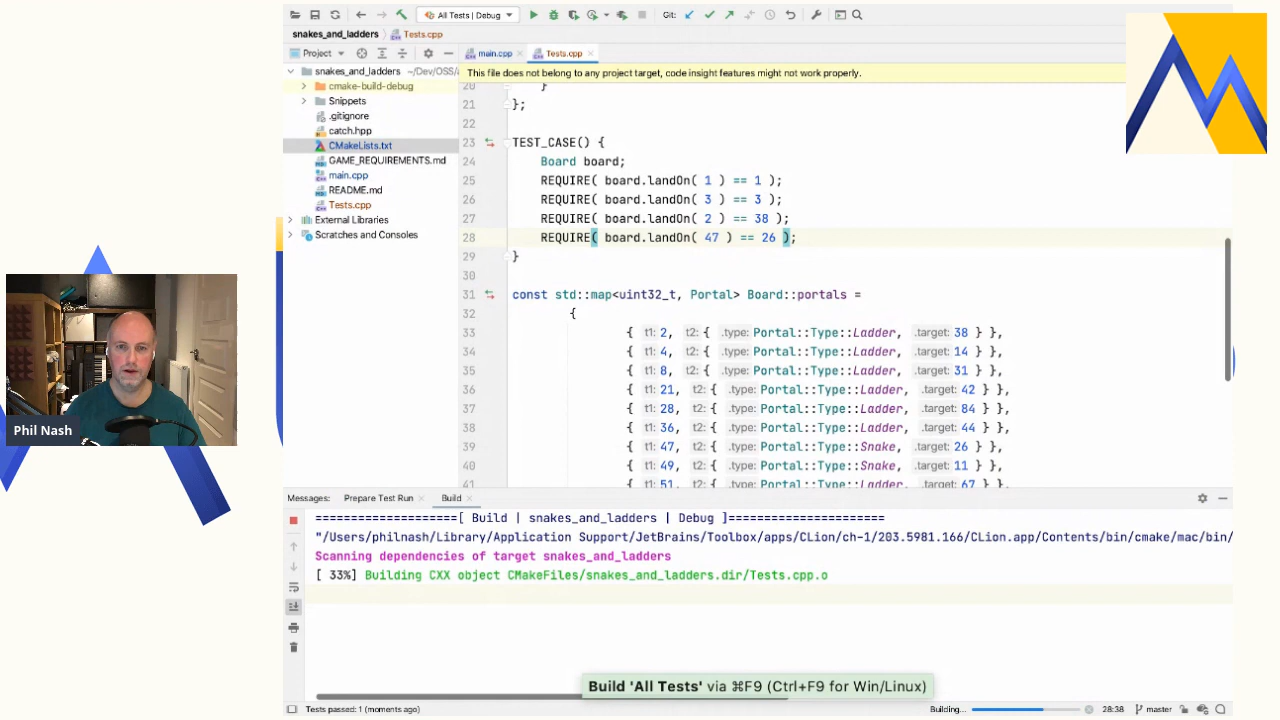 All Tests | Debug
Git:
snakes_and_ladders
Tests.cpp
Project
main.cpp
Tests.cpp
snakes_and_ladders ~/Dev/OSS/
cmake-build-debug
Snippets
.gitignore
catch.hpp
CMakeLists.txt
GAME_REQUIREMENTS.md
main.cpp
README.md
Tests.cpp
External Libraries
Scratches and Consoles
This file does not belong to any project target, code insight features might not work properly.
20 }
21 };
22
23 TEST_CASE() {
24 Board board;
25 REQUIRE( board.landOn( 1 ) == 1 );
26 REQUIRE( board.landOn( 3 ) == 3 );
27 REQUIRE( board.landOn( 2 ) == 38 );
28 REQUIRE( board.landOn( 47 ) == 26 );
29 }
30
31 const std::map<uint32_t, Portal> Board::portals =
32 {
33 { t1: 2, t2: { .type: Portal::Type::Ladder, .target: 38 } },
34 { t1: 4, t2: { .type: Portal::Type::Ladder, .target: 14 } },
35 { t1: 8, t2: { .type: Portal::Type::Ladder, .target: 31 } },
36 { t1: 21, t2: { .type: Portal::Type::Ladder, .target: 42 } },
37 { t1: 28, t2: { .type: Portal::Type::Ladder, .target: 84 } },
38 { t1: 36, t2: { .type: Portal::Type::Ladder, .target: 44 } },
39 { t1: 47, t2: { .type: Portal::Type::Snake, .target: 26 } },
40 { t1: 49, t2: { .type: Portal::Type::Snake, .target: 11 } },
41 { t1: 51, t2: { .type: Portal::Type::Snake, .target: 67 } },
Phil Nash
Messages: Prepare Test Run Build
====================[ Build | snakes_and_ladders | Debug ]======================
"/Users/philnash/Library/Application Support/JetBrains/Toolbox/apps/CLion/ch-1/203.5981.166/CLion.app/Contents/bin/cmake/mac/bin/
Scanning dependencies of target snakes_and_ladders
[ 33%] Building CXX object CMakeFiles/snakes_and_ladders.dir/Tests.cpp.o
Build 'All Tests' via ⌘F9 (Ctrl+F9 for Win/Linux)
Tests passed: 1 (moments ago)
Building...
28:38
master